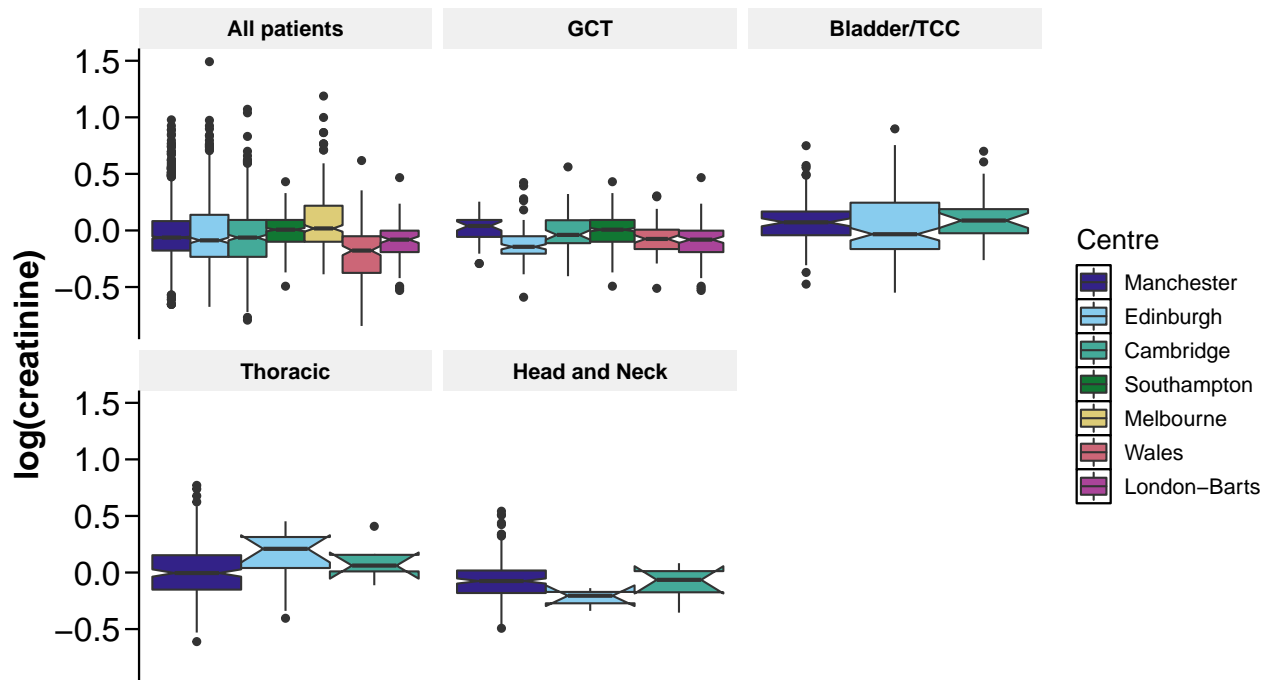 All patients
GCT
Bladder/TCC
1.5
1.0
0.5
0.0
−0.5
Thoracic
Head and Neck
1.5
1.0
0.5
0.0
−0.5
log(creatinine)
Centre
Manchester
Edinburgh
Cambridge
Southampton
Melbourne
Wales
London−Barts